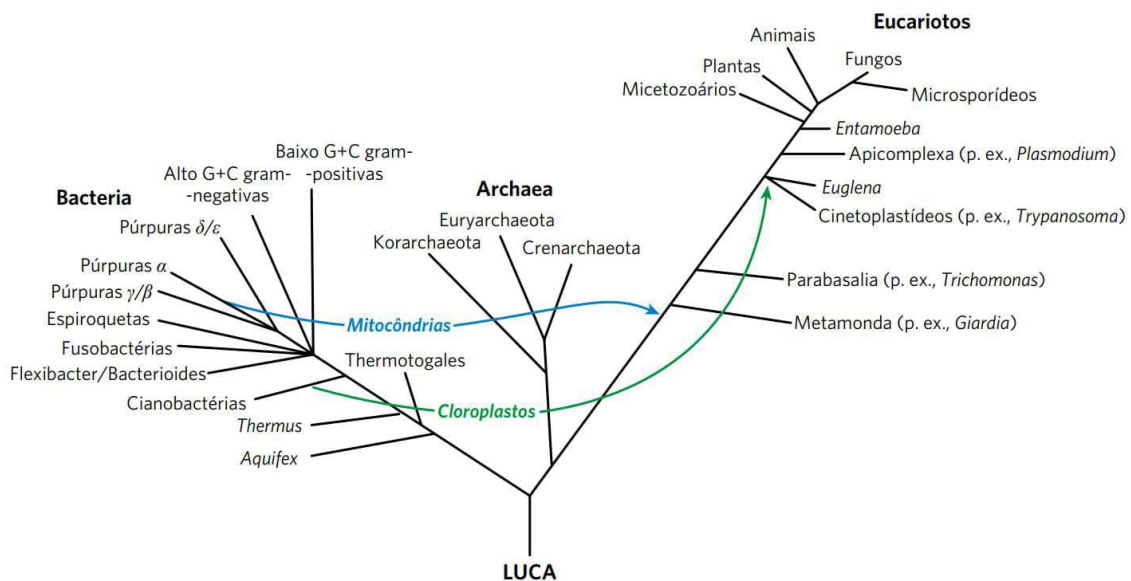 Eucariotos
Animais
Fungos
Plantas
Micetozoários
Microsporídeos
Entamoeba
Apicomplexa (p. ex., Plasmodium)
Euglena
Cinetoplastídeos (p. ex., Trypanosoma)
Parabasalia (p. ex., Trichomonas)
Metamonda (p. ex., Giardia)
Archaea
Euryarchaeota
Korarchaeota
Crenarchaeota
Bacteria
Baixo G+C gram-
-positivas
Alto G+C gram-
-negativas
Púrpuras δ/ε
Púrpuras α
Púrpuras γ/β
Espiroquetas
Fusobactérias
Flexibacter/Bacterioides
Cianobactérias
Thermotogales
Thermus
Aquifex
Mitocôndrias
Cloroplastos
LUCA